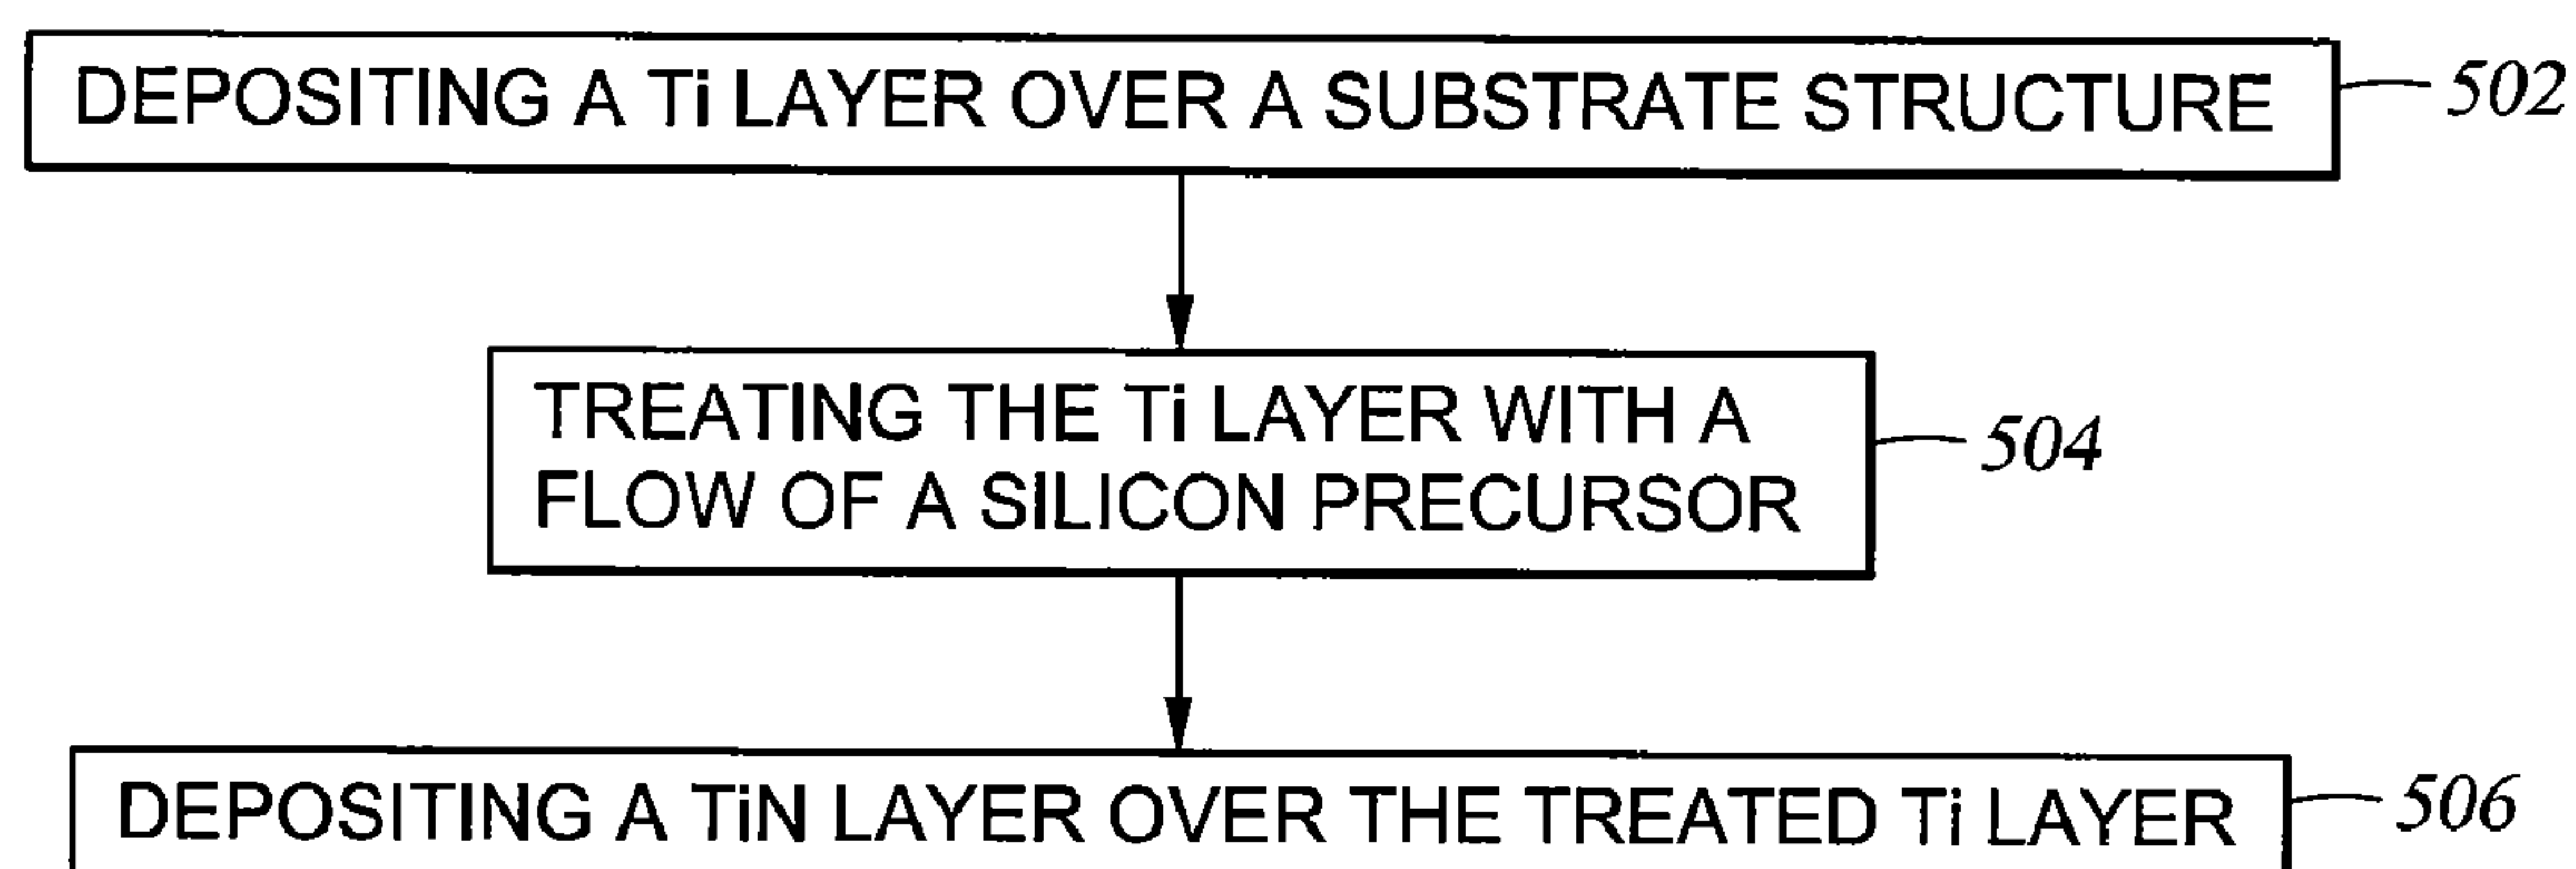 DEPOSITING A Ti LAYER OVER A SUBSTRATE STRUCTURE 502
TREATING THE Ti LAYER WITH A
FLOW OF A SILICON PRECURSOR
504
DEPOSITING A TiN LAYER OVER THE TREATED Ti LAYER 506